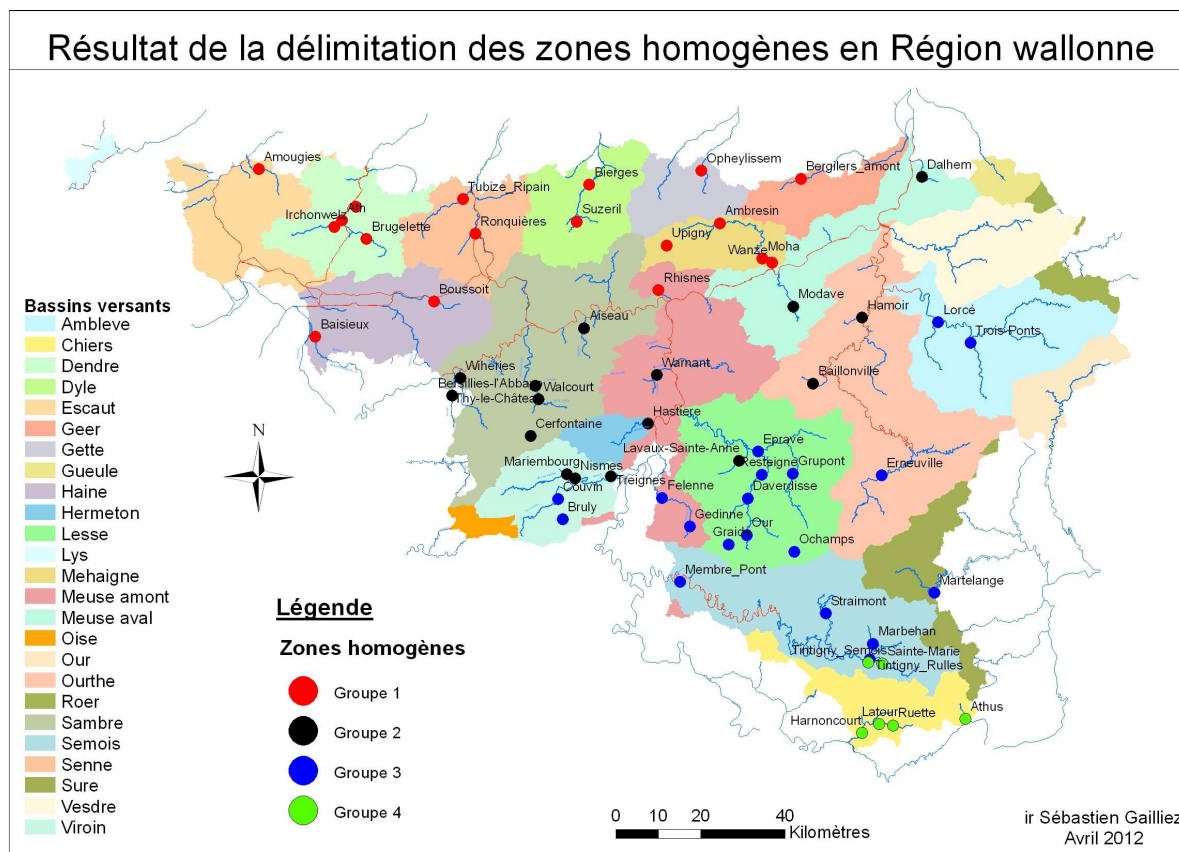 Résultat de la délimitation des zones homogènes en Région wallonne
Amougies
Irchonwelz
Ath
Brugelette
Tubize_Ripain
Ronquières
Bierges
Suzeril
Opheylissem
Bergilers_amont
Dalhem
Ambresin
Upigny
Wanze
Moha
Rhisnes
Boussoit
Baisieux
Modave
Hamoir
Lorcé
Trois-Ponts
Aiseau
Warnant
Baillonville
Wiheries
Bersillies-l'Abbaye
Walcourt
Thy-le-Château
Hastiere
Cerfontaine
Lavaux-Sainte-Anne
Eprave
Resteigne
Grupont
Erneuville
Mariembourg
Nismes
Treignes
Couvin
Bruly
Felenne
Daverdisse
Gedinne
Our
Graide
Ochamps
Membre_Pont
Martelange
Straimont
Marbehan
Tintigny_Semois
Sainte-Marie
Tintigny_Rulles
Harnoncourt
Latour
Ruette
Athus
N
Bassins versants
Ambleve
Chiers
Dendre
Dyle
Escaut
Geer
Gette
Gueule
Haine
Hermeton
Lesse
Lys
Mehaigne
Meuse amont
Meuse aval
Oise
Our
Ourthe
Roer
Sambre
Semois
Senne
Sure
Vesdre
Viroin
Légende
Zones homogènes
Groupe 1
Groupe 2
Groupe 3
Groupe 4
0 10 20 40
Kilomètres
ir Sébastien Gailliez
Avril 2012